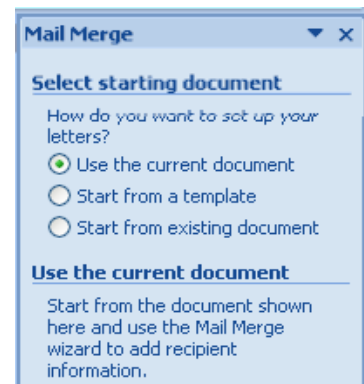 Mail Merge
Select starting document
How do you want to set up your
letters?
Use the current document
Start from a template
Start from existing document
Use the current document
Start from the document shown
here and use the Mail Merge
wizard to add recipient
information.